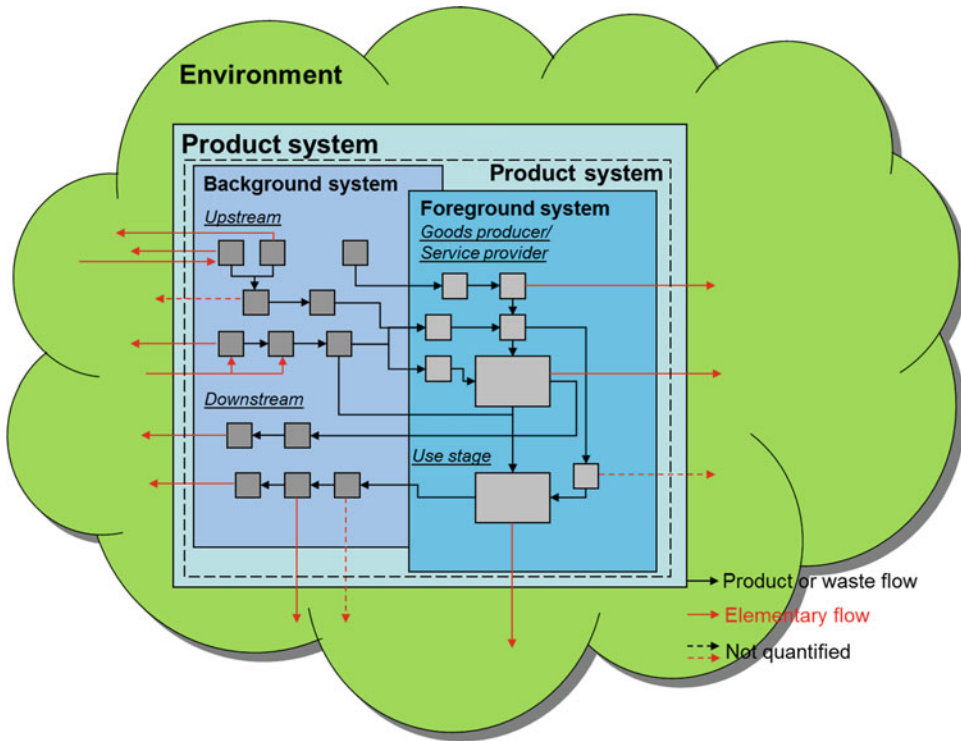 Environment
Product system
Product system
Background system
Upstream
Foreground system
Goods producer/
Service provider
Downstream
Use stage
Product or waste flow
Elementary flow
Not quantified